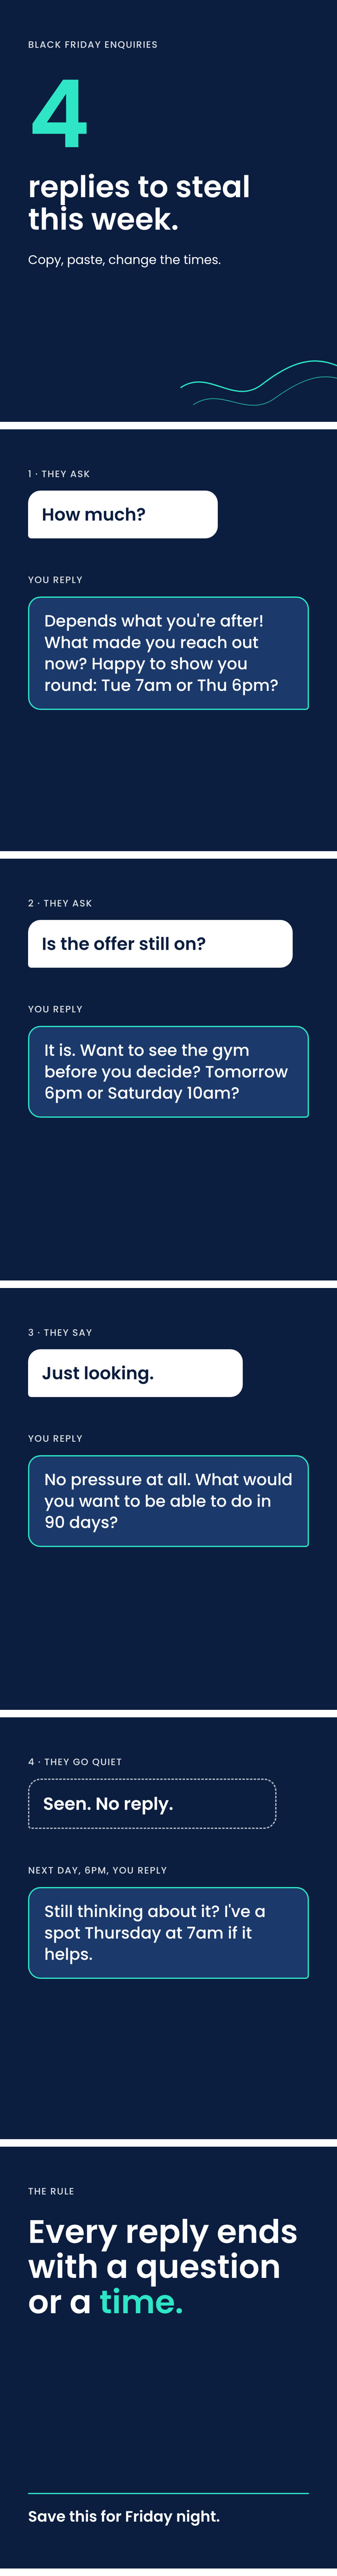 BLACK FRIDAY ENQUIRIES
4
replies to steal
this week.
Copy, paste, change the times.
1 · THEY ASK
How much?
YOU REPLY
Depends what you're after!
What made you reach out
now? Happy to show you
round: Tue 7am or Thu 6pm?
2 · THEY ASK
Is the offer still on?
YOU REPLY
It is. Want to see the gym
before you decide? Tomorrow
6pm or Saturday 10am?
3 · THEY SAY
Just looking.
YOU REPLY
No pressure at all. What would
you want to be able to do in
90 days?
4 · THEY GO QUIET
Seen. No reply.
NEXT DAY, 6PM, YOU REPLY
Still thinking about it? I've a
spot Thursday at 7am if it
helps.
THE RULE
Every reply ends
with a question
or a time.
Save this for Friday night.